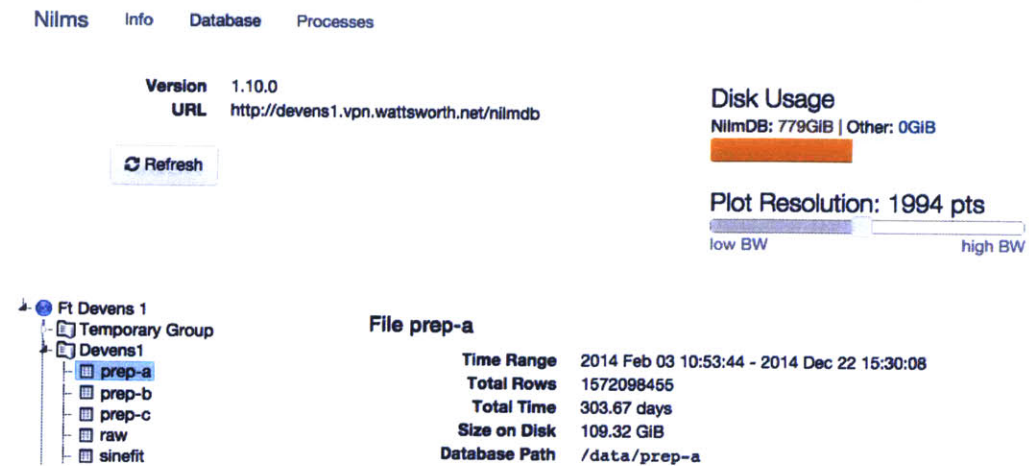 Nilms Info Database Processes
Version 1.10.0
URL http://devens1.vpn.wattsworth.net/nilmdb
Refresh
Disk Usage
NilmDB: 779GiB | Other: 0GiB
Plot Resolution: 1994 pts
low BW high BW
Ft Devens 1
Temporary Group
Devens1
prep-a
prep-b
prep-c
raw
sinefit
File prep-a
Time Range 2014 Feb 03 10:53:44 - 2014 Dec 22 15:30:08
Total Rows 1572098455
Total Time 303.67 days
Size on Disk 109.32 GiB
Database Path /data/prep-a